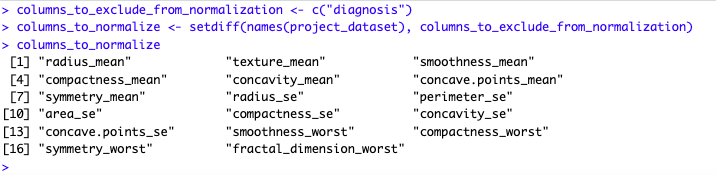 > columns_to_exclude_from_normalization <- c("diagnosis")
> columns_to_normalize <- setdiff(names(project_dataset), columns_to_exclude_from_normalization)
> columns_to_normalize
 [1] "radius_mean"             "texture_mean"            "smoothness_mean"
 [4] "compactness_mean"        "concavity_mean"          "concave.points_mean"
 [7] "symmetry_mean"           "radius_se"               "perimeter_se"
[10] "area_se"                 "compactness_se"          "concavity_se"
[13] "concave.points_se"       "smoothness_worst"        "compactness_worst"
[16] "symmetry_worst"          "fractal_dimension_worst"
>